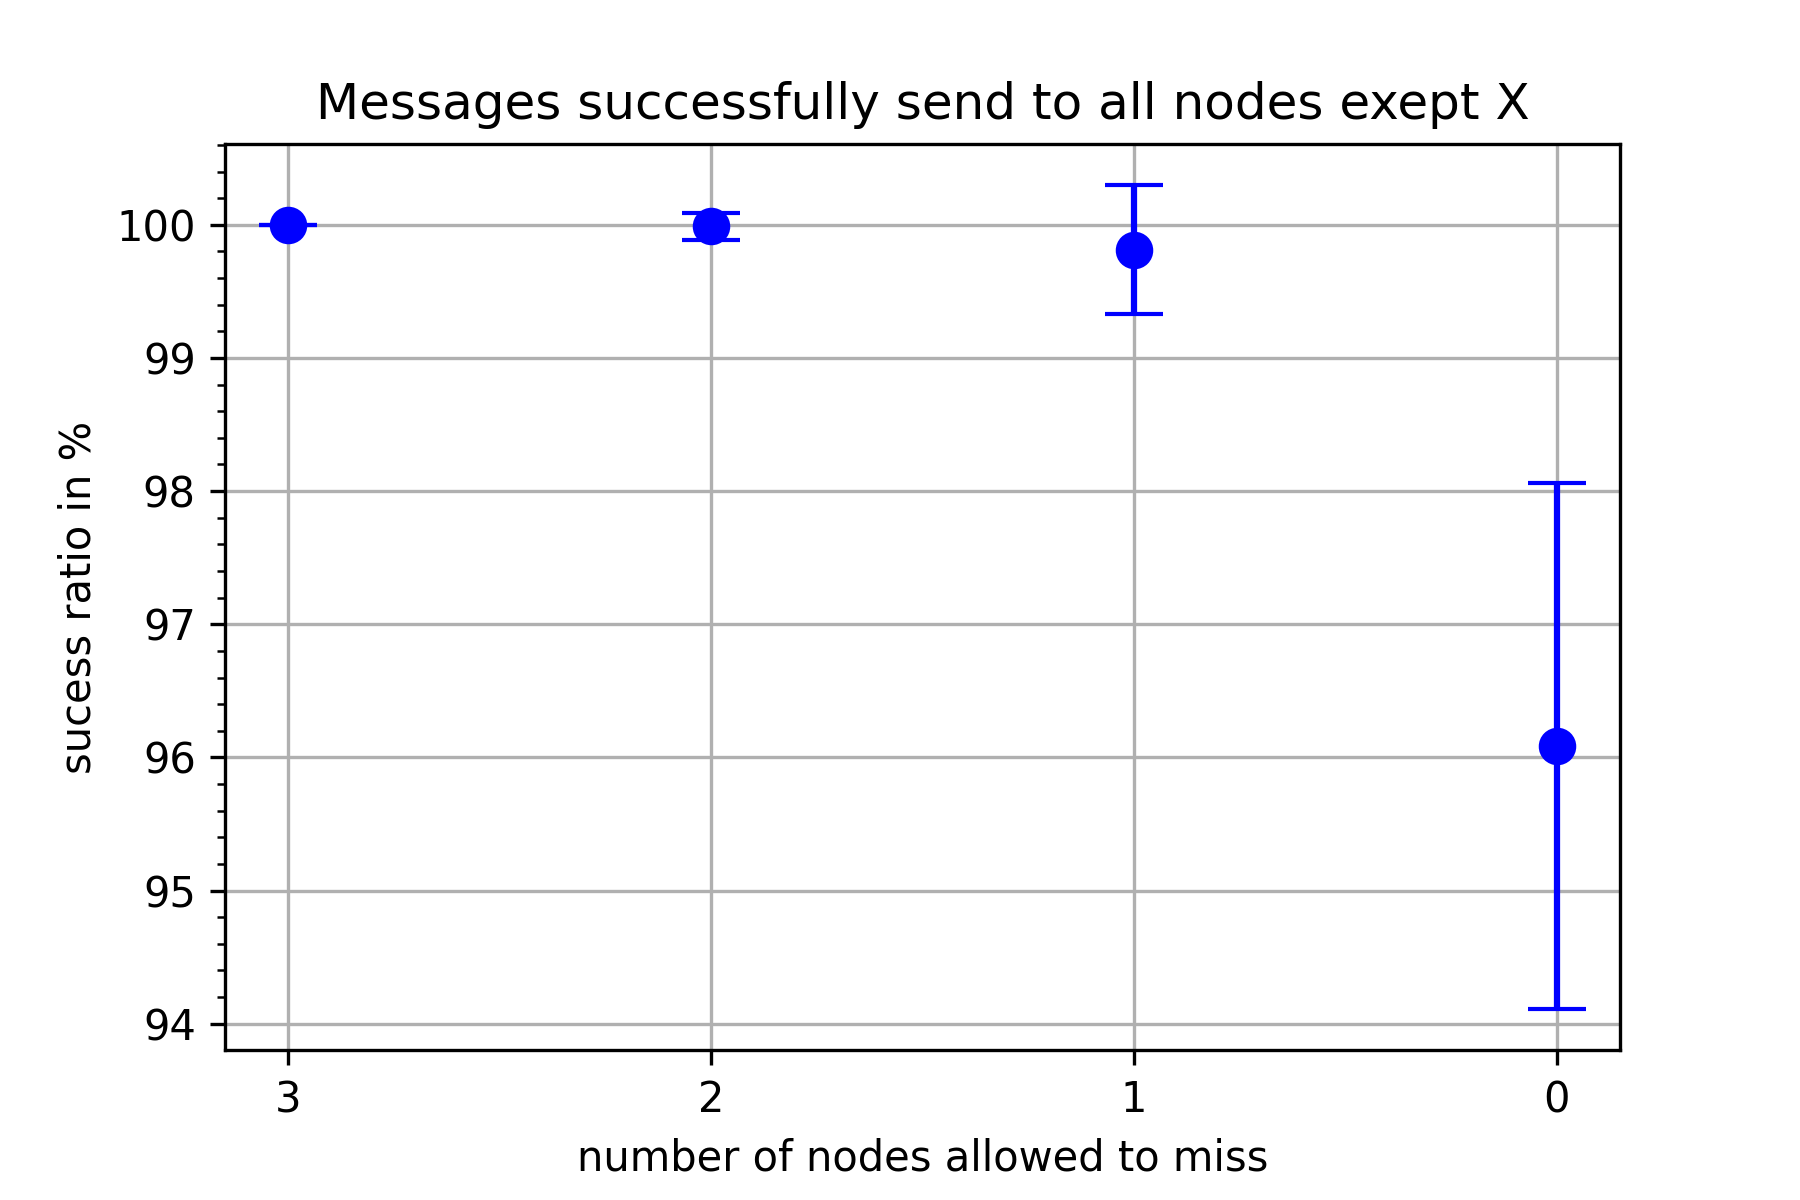 Messages successfully send to all nodes exept X
100
99
98
97
96
95
94
sucess ratio in %
3 2 1 0
number of nodes allowed to miss